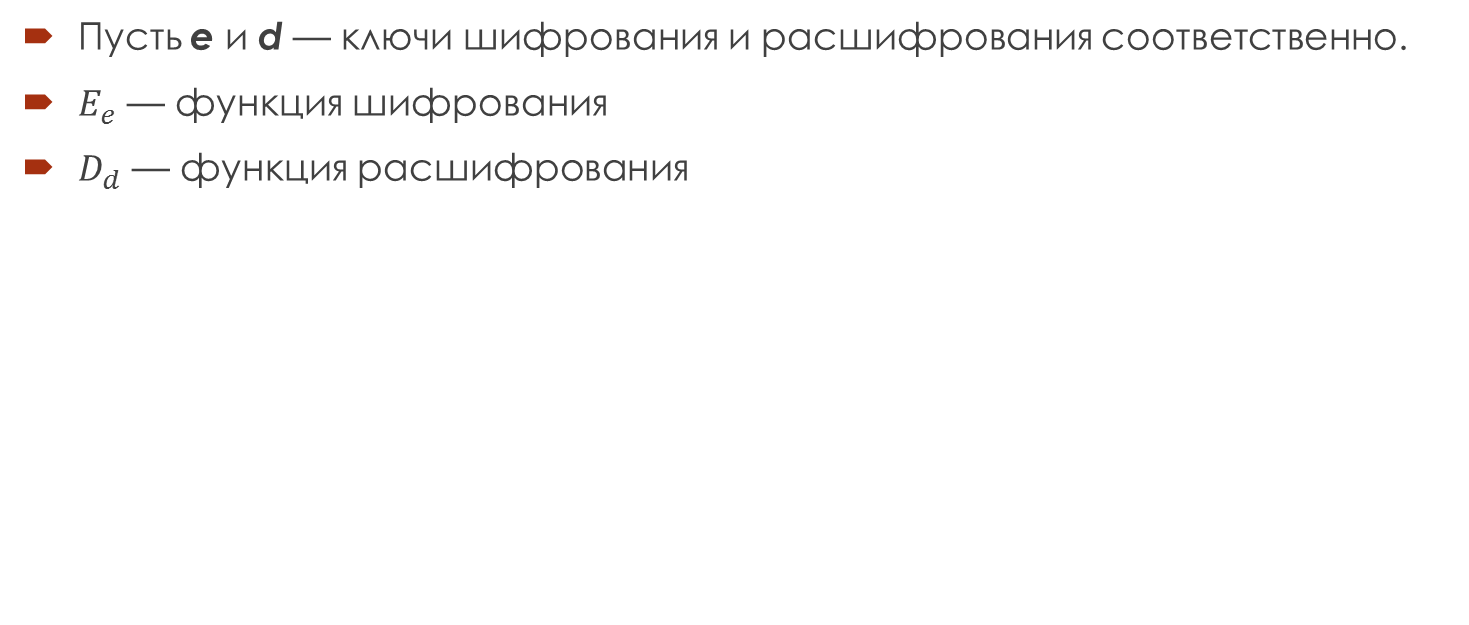 Пусть e и d — ключи шифрования и расшифрования соответственно.
E_e — функция шифрования
D_d — функция расшифрования